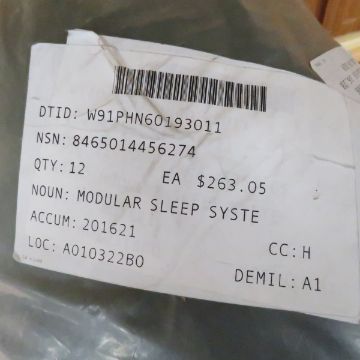 DTID: W91PHN60193011
NSN: 8465014456274
QTY: 12 EA $263.05
NOUN: MODULAR SLEEP SYSTE
ACCUM: 201621
CC: H
LOC: A010322B0
DEMIL: A1